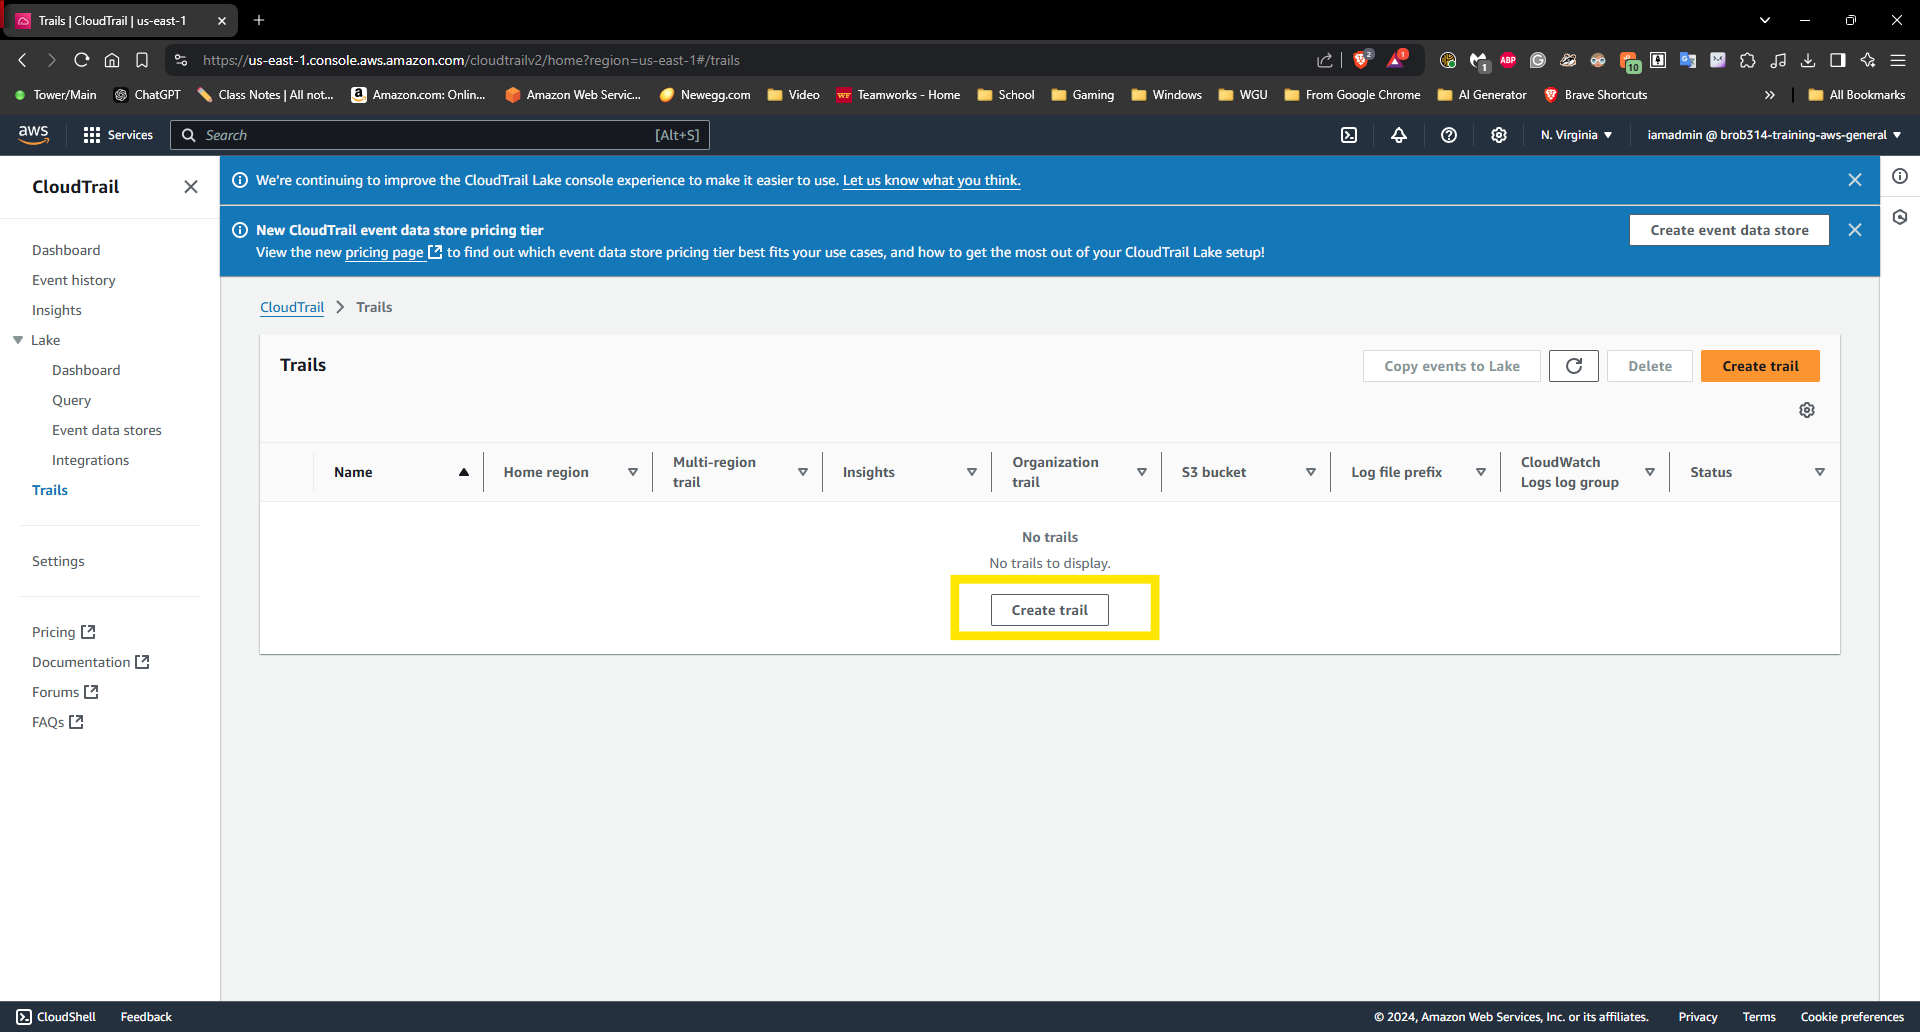 Trails | CloudTrail | us-east-1
https://us-east-1.console.aws.amazon.com/cloudtrailv2/home?region=us-east-1#/trails
2
1
1
ABP
10
Tower/Main
ChatGPT
Class Notes | All not...
Amazon.com: Onlin...
Amazon Web Servic...
Newegg.com
Video
WF
Teamworks - Home
School
Gaming
Windows
WGU
From Google Chrome
AI Generator
Brave Shortcuts
All Bookmarks
aws
Services
Search
[Alt+S]
N. Virginia
iamadmin @ brob314-training-aws-general
CloudTrail
Dashboard
Event history
Insights
Lake
Dashboard
Query
Event data stores
Integrations
Trails
Settings
Pricing
Documentation
Forums
FAQs
We're continuing to improve the CloudTrail Lake console experience to make it easier to use. Let us know what you think.
New CloudTrail event data store pricing tier
View the new pricing page to find out which event data store pricing tier best fits your use cases, and how to get the most out of your CloudTrail Lake setup!
Create event data store
CloudTrail
Trails
Trails
Copy events to Lake
Delete
Create trail
Name
Home region
Multi-region
trail
Insights
Organization
trail
S3 bucket
Log file prefix
CloudWatch
Logs log group
Status
No trails
No trails to display.
Create trail
CloudShell
Feedback
© 2024, Amazon Web Services, Inc. or its affiliates.
Privacy
Terms
Cookie preferences